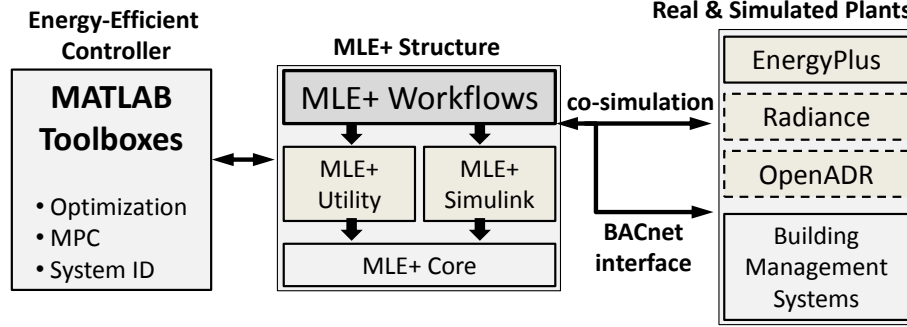 Energy-Efficient
Controller
MATLAB
Toolboxes
• Optimization
• MPC
• System ID
MLE+ Structure
MLE+ Workflows
MLE+
Utility
MLE+
Simulink
MLE+ Core
co-simulation
BACnet
interface
Real & Simulated Plants
EnergyPlus
Radiance
OpenADR
Building
Management
Systems